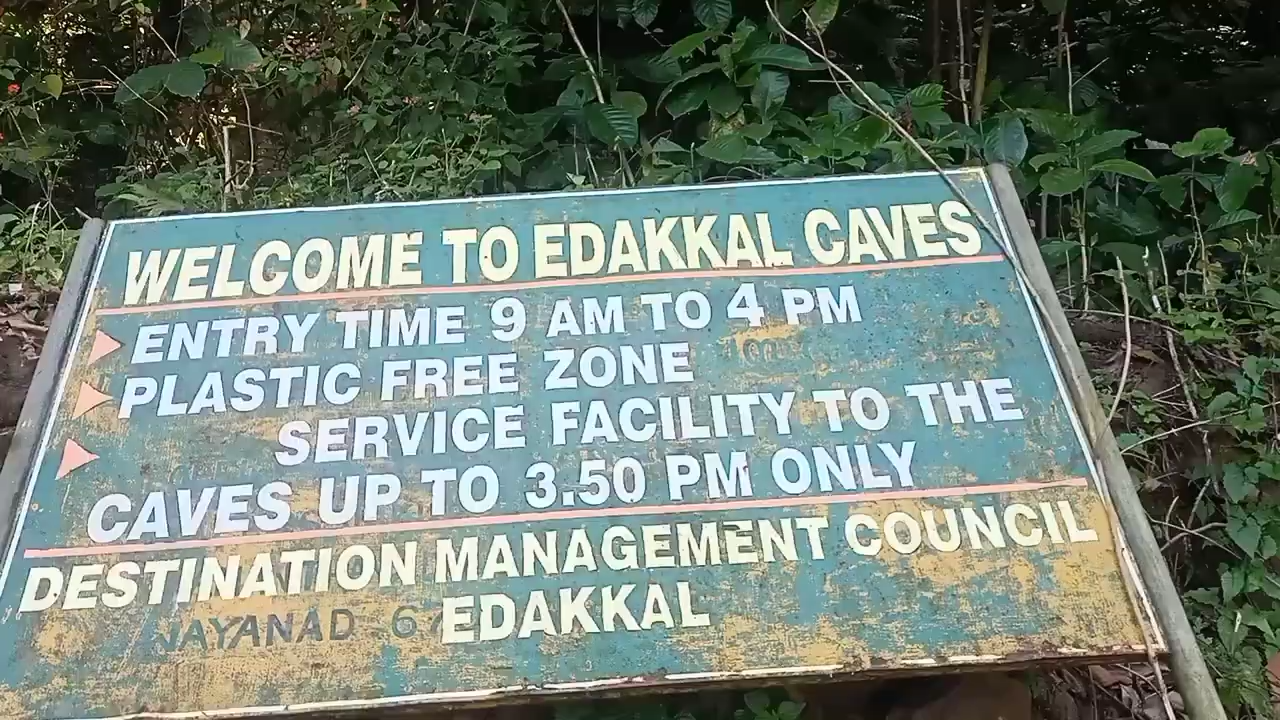 WELCOME TO EDAKKAL CAVES
ENTRY TIME 9 AM TO 4 PM
PLASTIC FREE ZONE
SERVICE FACILITY TO THE
CAVES UP TO 3.50 PM ONLY
DESTINATION MANAGEMENT COUNCIL
EDAKKAL